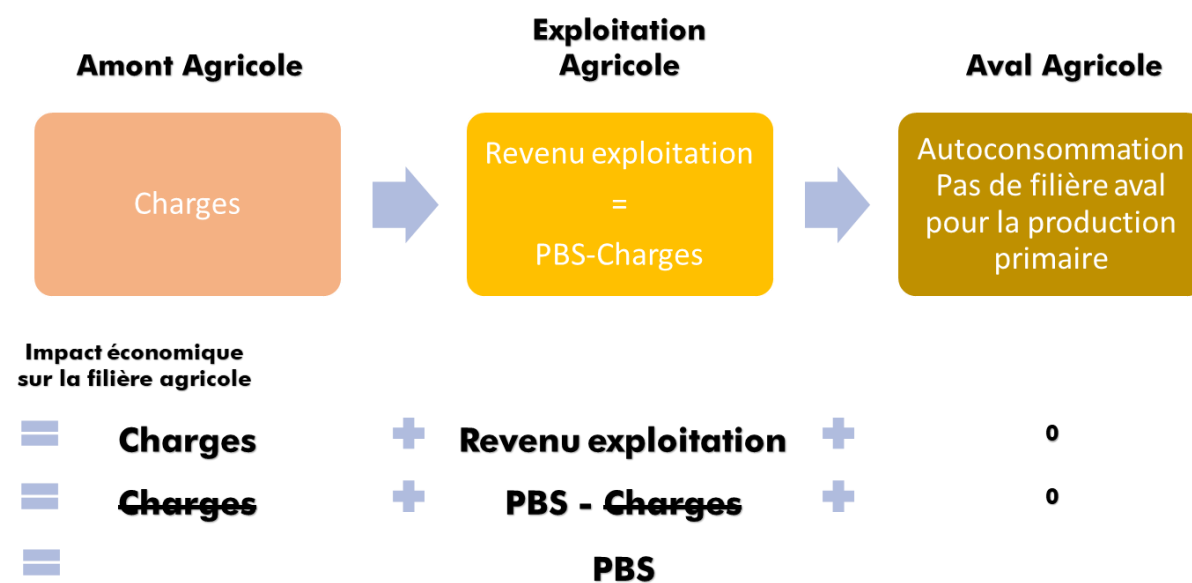 Amont Agricole
Exploitation
Agricole
Aval Agricole
Charges
Revenu exploitation
=
PBS-Charges
Autoconsommation
Pas de filière aval
pour la production
primaire
Impact économique
sur la filière agricole
= Charges + Revenu exploitation + 0
= Charges + PBS - Charges + 0
= PBS